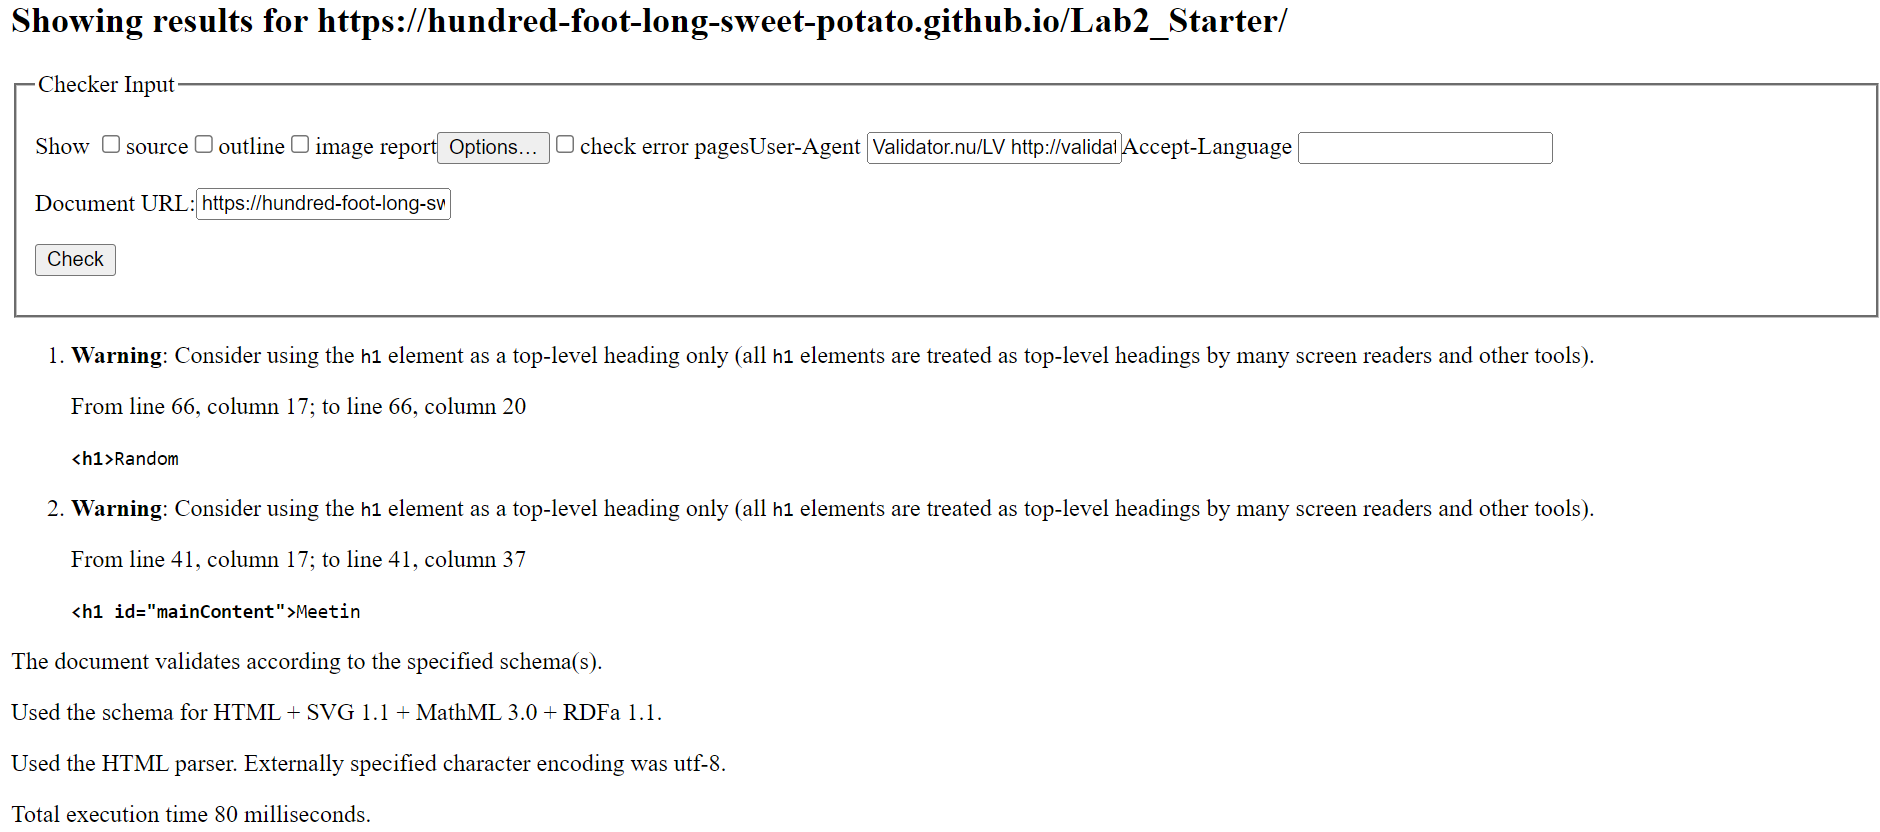 Showing results for https://hundred-foot-long-sweet-potato.github.io/Lab2_Starter/
Checker Input
Show source outline image report Options... check error pagesUser-Agent Validator.nu/LV http://validat Accept-Language
Document URL: https://hundred-foot-long-sw
Check
1. Warning: Consider using the h1 element as a top-level heading only (all h1 elements are treated as top-level headings by many screen readers and other tools).
From line 66, column 17; to line 66, column 20
<h1>Random
2. Warning: Consider using the h1 element as a top-level heading only (all h1 elements are treated as top-level headings by many screen readers and other tools).
From line 41, column 17; to line 41, column 37
<h1 id="mainContent">Meetin
The document validates according to the specified schema(s).
Used the schema for HTML + SVG 1.1 + MathML 3.0 + RDFa 1.1.
Used the HTML parser. Externally specified character encoding was utf-8.
Total execution time 80 milliseconds.